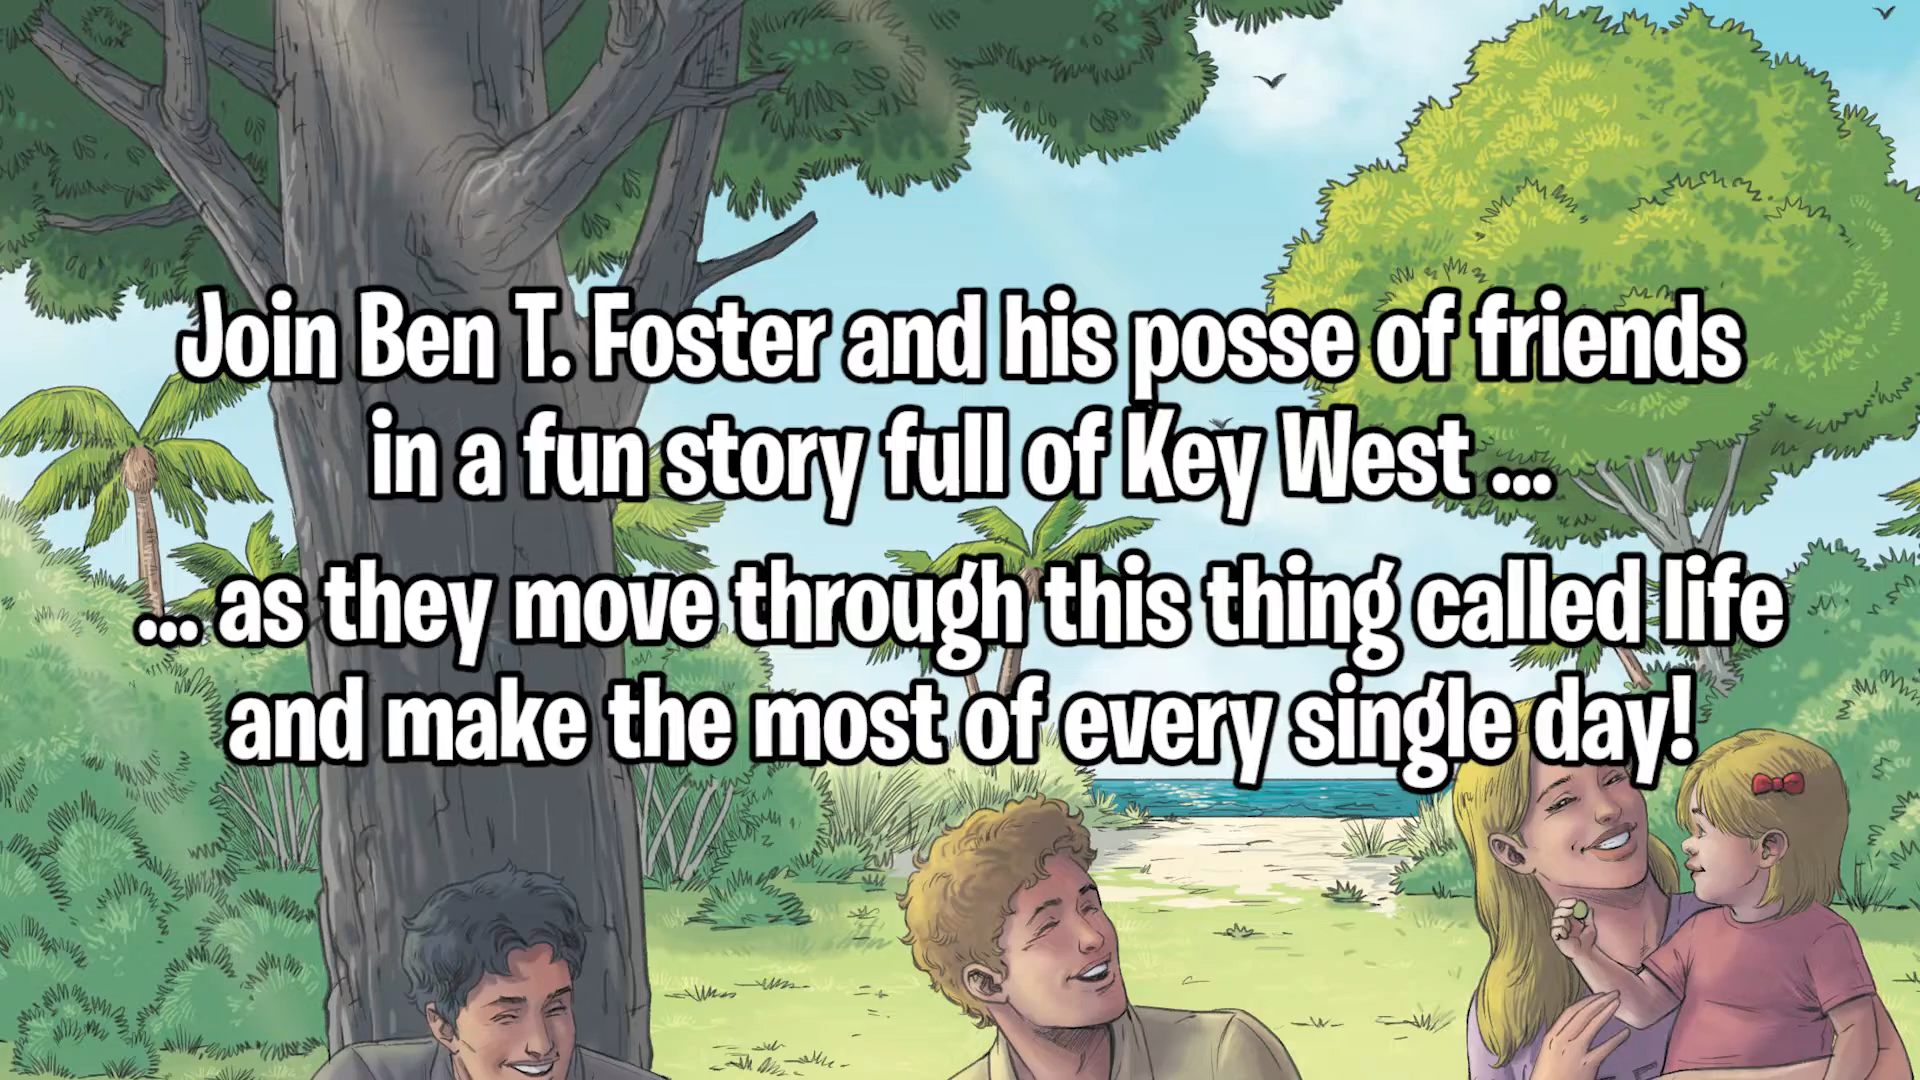 Join Ben T. Foster and his posse of friends
in a fun story full of Key West ...
... as they move through this thing called life
and make the most of every single day!